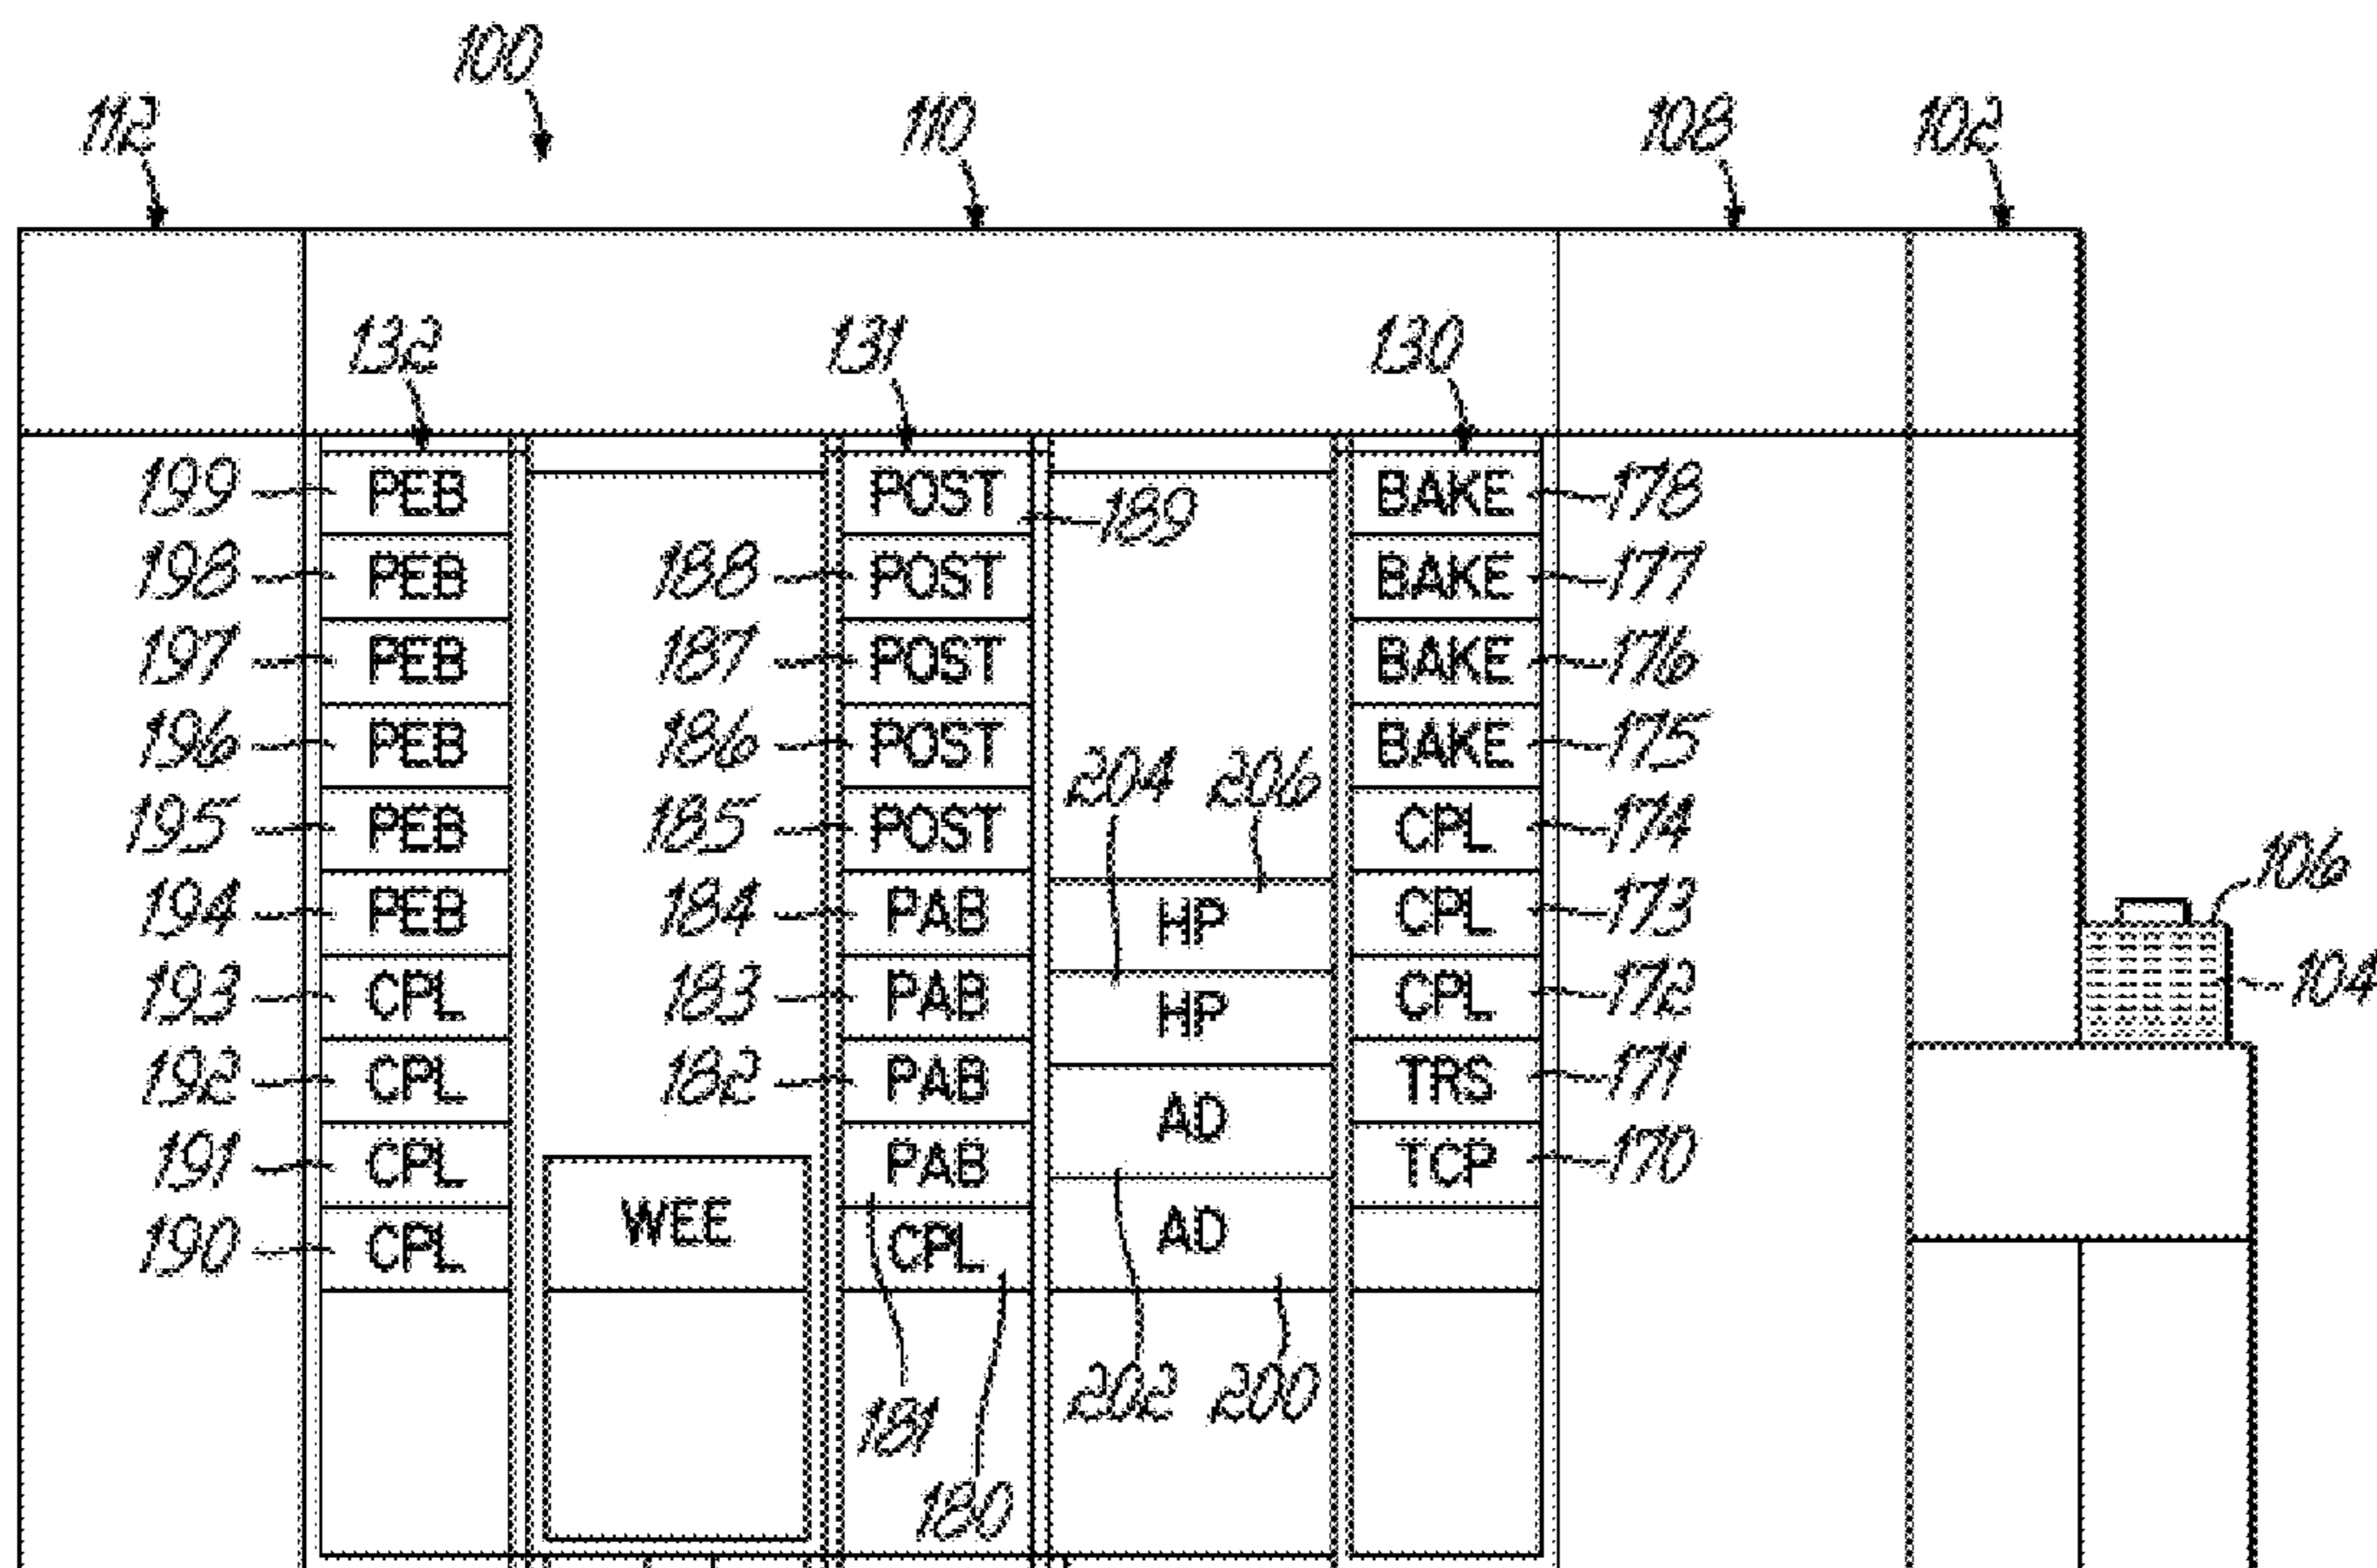 100
112 110 108 102
132 131 130
199 PEB POST 189 BAKE 178
198 PEB 188 POST BAKE 177
197 PEB 187 POST BAKE 176
196 PEB 186 POST BAKE 175
204 206
195 PEB 185 POST CPL 174
106
194 PEB 184 PAB HP CPL 173
104
193 CPL 183 PAB HP CPL 172
192 CPL 182 PAB AD TRS 171
191 CPL PAB TCP 170
190 CPL WEE CPL AD
202 200
181
180